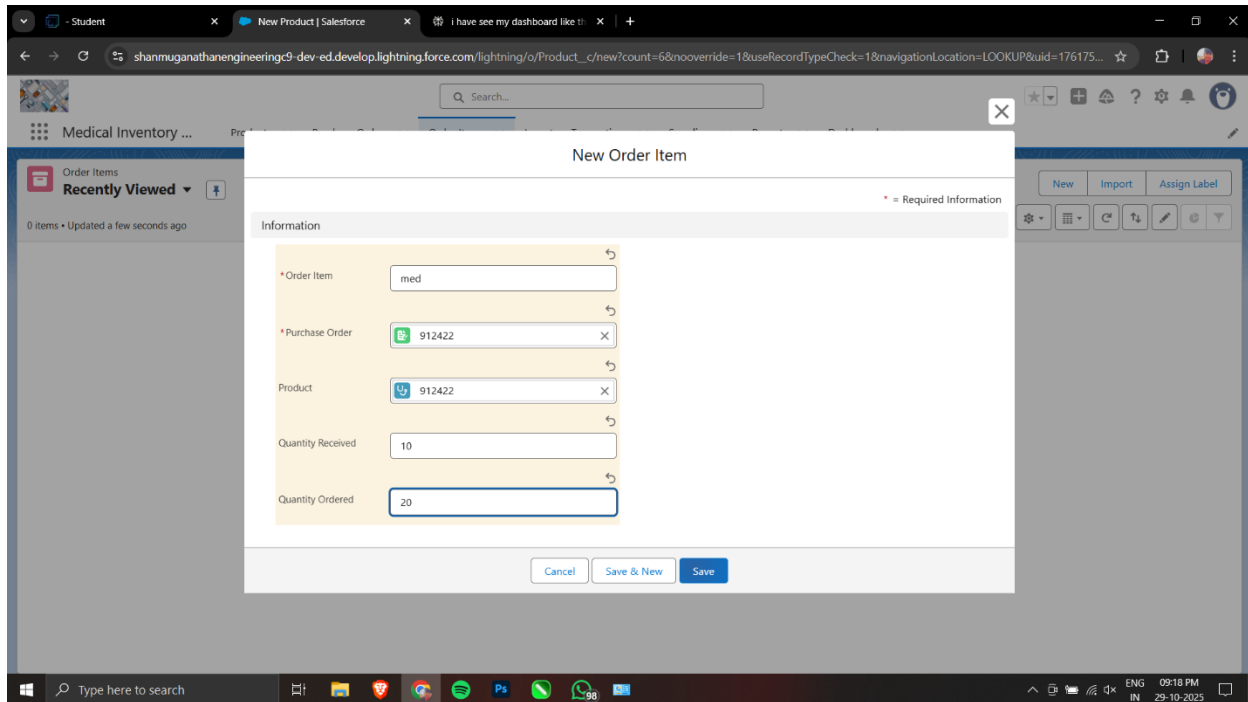 - Student
New Product | Salesforce
i have see my dashboard like th
shanmuganathanengineeringc9-dev-ed.develop.lightning.force.com/lightning/o/Product__c/new?count=6&nooverride=1&useRecordTypeCheck=1&navigationLocation=LOOKUP&uid=176175...
Search...
Medical Inventory ...
New Order Item
Order Items
Recently Viewed
New Import Assign Label
* = Required Information
0 items • Updated a few seconds ago
Information
*Order Item med
*Purchase Order 912422
Product 912422
Quantity Received 10
Quantity Ordered 20
Cancel Save & New Save
Type here to search
Ps
98
ENG
IN
09:18 PM
29-10-2025